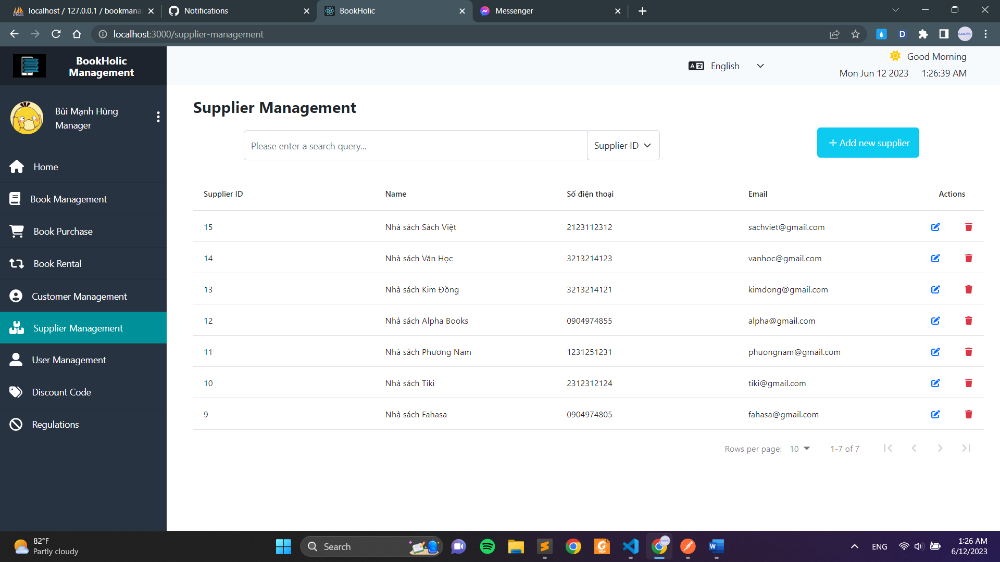 localhost / 127.0.0.1 / bookmana
Notifications
BookHolic
Messenger
localhost:3000/supplier-management
D
BookHolic
Management
English
Good Morning
Mon Jun 12 2023 1:26:39 AM
Bùi Mạnh Hùng
Manager
Home
Book Management
Book Purchase
Book Rental
Customer Management
Supplier Management
User Management
Discount Code
Regulations
Supplier Management
Please enter a search query...
Supplier ID
+ Add new supplier
Supplier ID Name Số điện thoại Email Actions
15 Nhà sách Sách Việt 2123112312 sachviet@gmail.com
14 Nhà sách Văn Học 3213214123 vanhoc@gmail.com
13 Nhà sách Kim Đồng 3213214121 kimdong@gmail.com
12 Nhà sách Alpha Books 0904974855 alpha@gmail.com
11 Nhà sách Phương Nam 1231251231 phuongnam@gmail.com
10 Nhà sách Tiki 2312312124 tiki@gmail.com
9 Nhà sách Fahasa 0904974805 fahasa@gmail.com
Rows per page: 10 1-7 of 7
82°F
Partly cloudy
Search
ENG
1:26 AM
6/12/2023